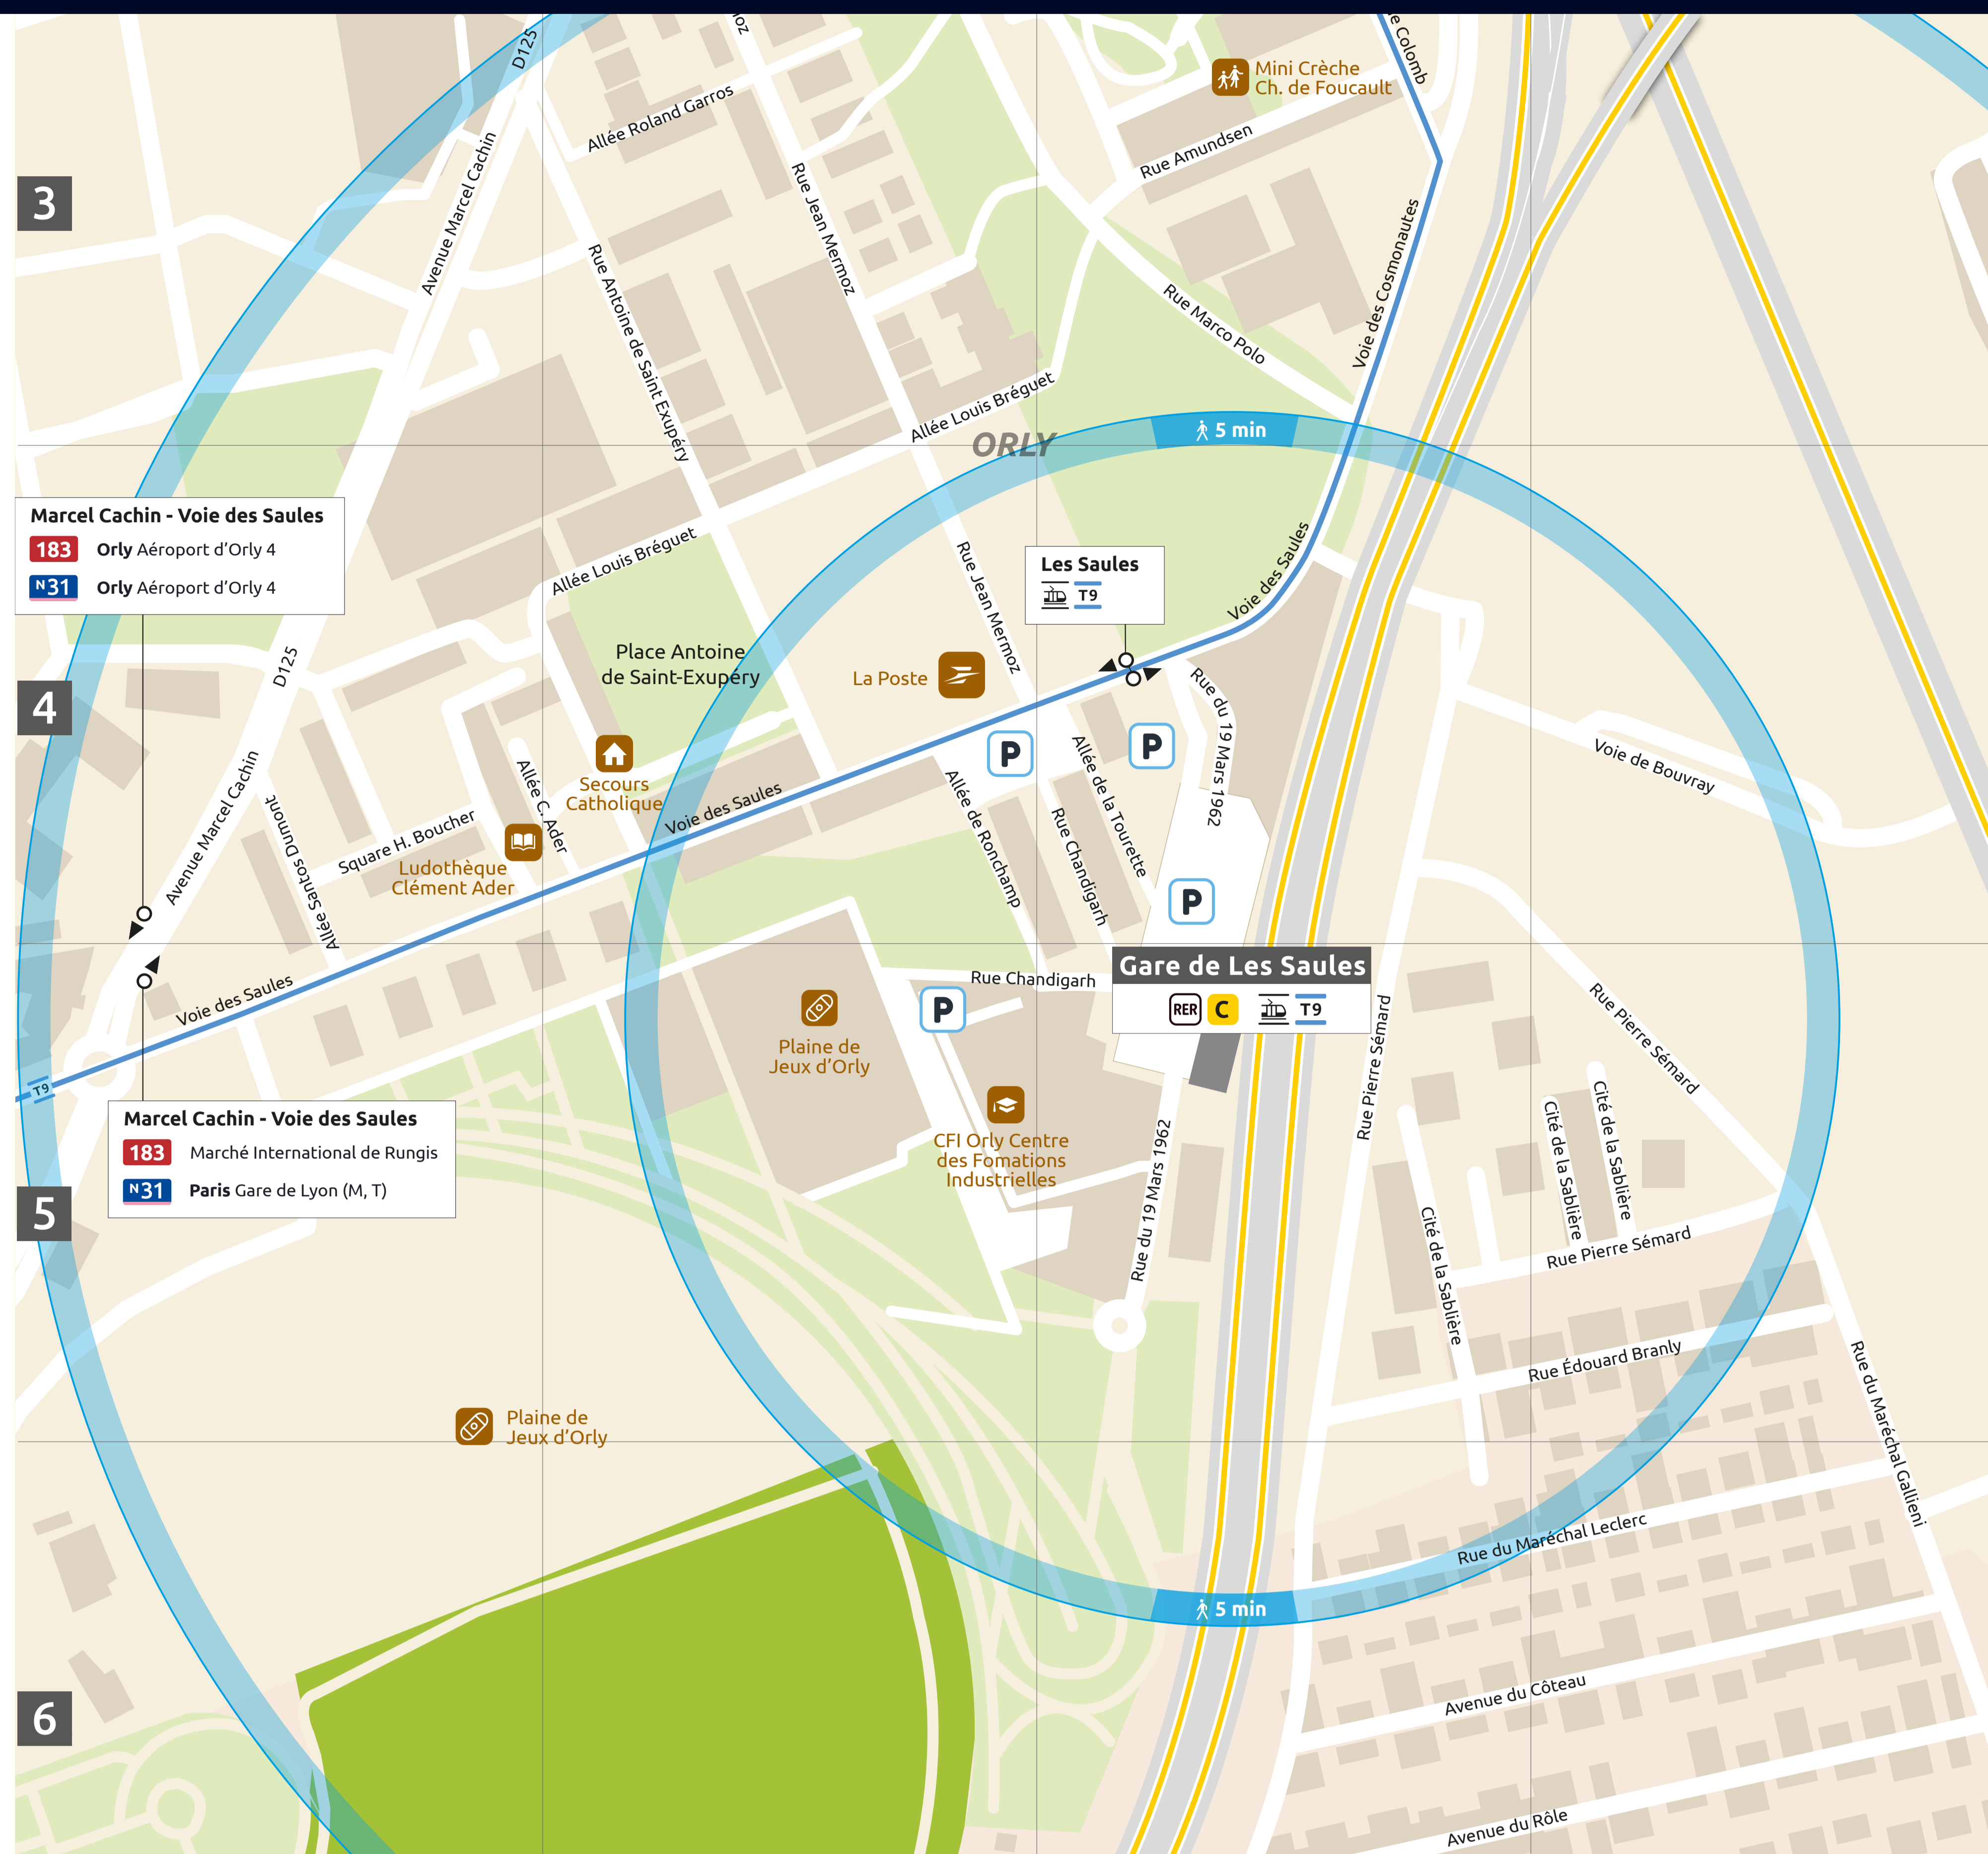 D125
Mini Crèche
Ch. de Foucault
Allée Roland Garros
Avenue Marcel Cachin
Rue Amundsen
3
Rue Jean Mermoz
Rue Antoine de Saint Exupéry
Voie des Cosmonautes
Rue Marco Polo
Allée Louis Bréguet
ORLY
5 min
Marcel Cachin - Voie des Saules
183 Orly Aéroport d'Orly 4
N31 Orly Aéroport d'Orly 4
Allée Louis Bréguet
Rue Jean Mermoz
Les Saules
T9
Voie des Saules
D125
Place Antoine
de Saint-Exupéry
La Poste
4
Rue du 19 Mars 1962
P
P
Voie de Bouvray
Secours
Catholique
Allée C. Ader
Voie des Saules
Allée de la Tourette
Allée de Ronchamp
Rue Chandigarh
Avenue Marcel Cachin
Allée Santos Dumont
Square H. Boucher
Ludothèque
Clément Ader
P
Gare de Les Saules
RER C T9
Rue Chandigarh
P
Voie des Saules
Plaine de
Jeux d'Orly
Rue Pierre Sémard
Rue Pierre Sémard
T9
Marcel Cachin - Voie des Saules
183 Marché International de Rungis
N31 Paris Gare de Lyon (M, T)
CFI Orly Centre
des Fomations
Industrielles
Rue du 19 Mars 1962
Cité de la Sablière
Cité de la Sablière
Cité de la Sablière
Rue Pierre Sémard
5
Rue Édouard Branly
Rue du Maréchal Gallieni
Plaine de
Jeux d'Orly
Rue du Maréchal Leclerc
5 min
6
Avenue du Côteau
Avenue du Rôle